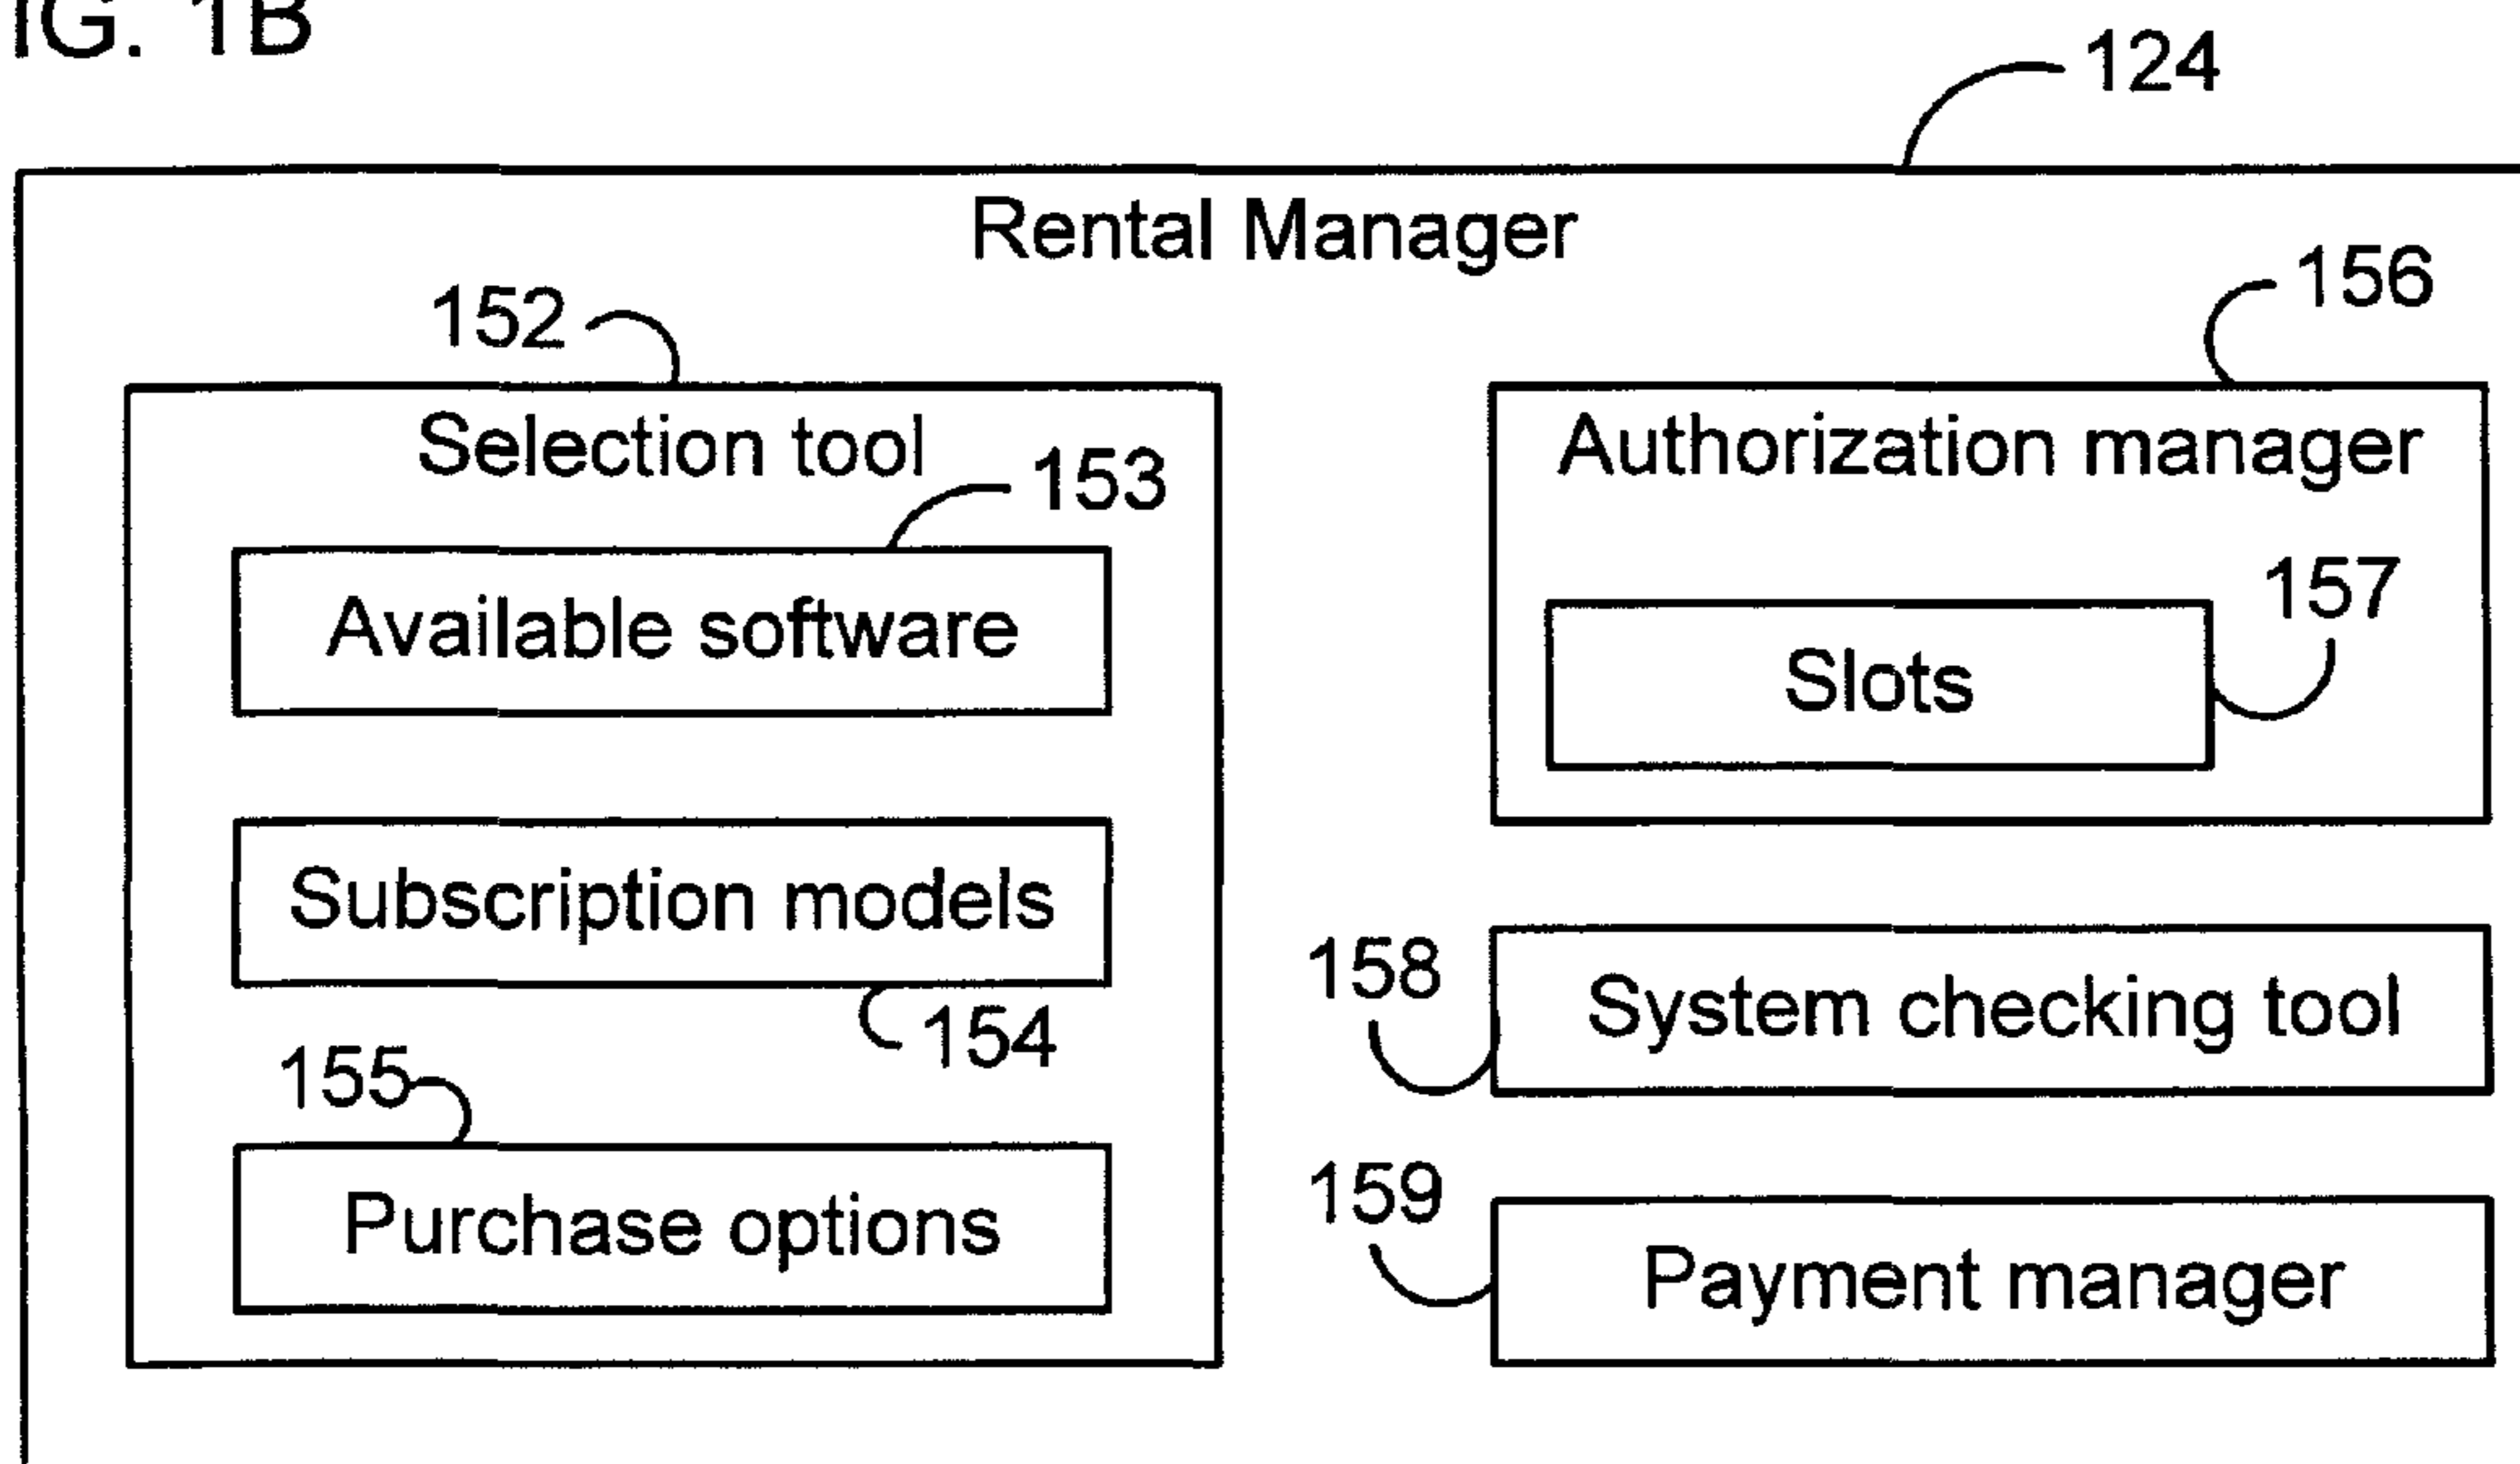 IG. 1B
124
Rental Manager
152
156
Selection tool
153
Authorization manager
Available software
157
Slots
Subscription models
154
158
System checking tool
155
Purchase options
159
Payment manager